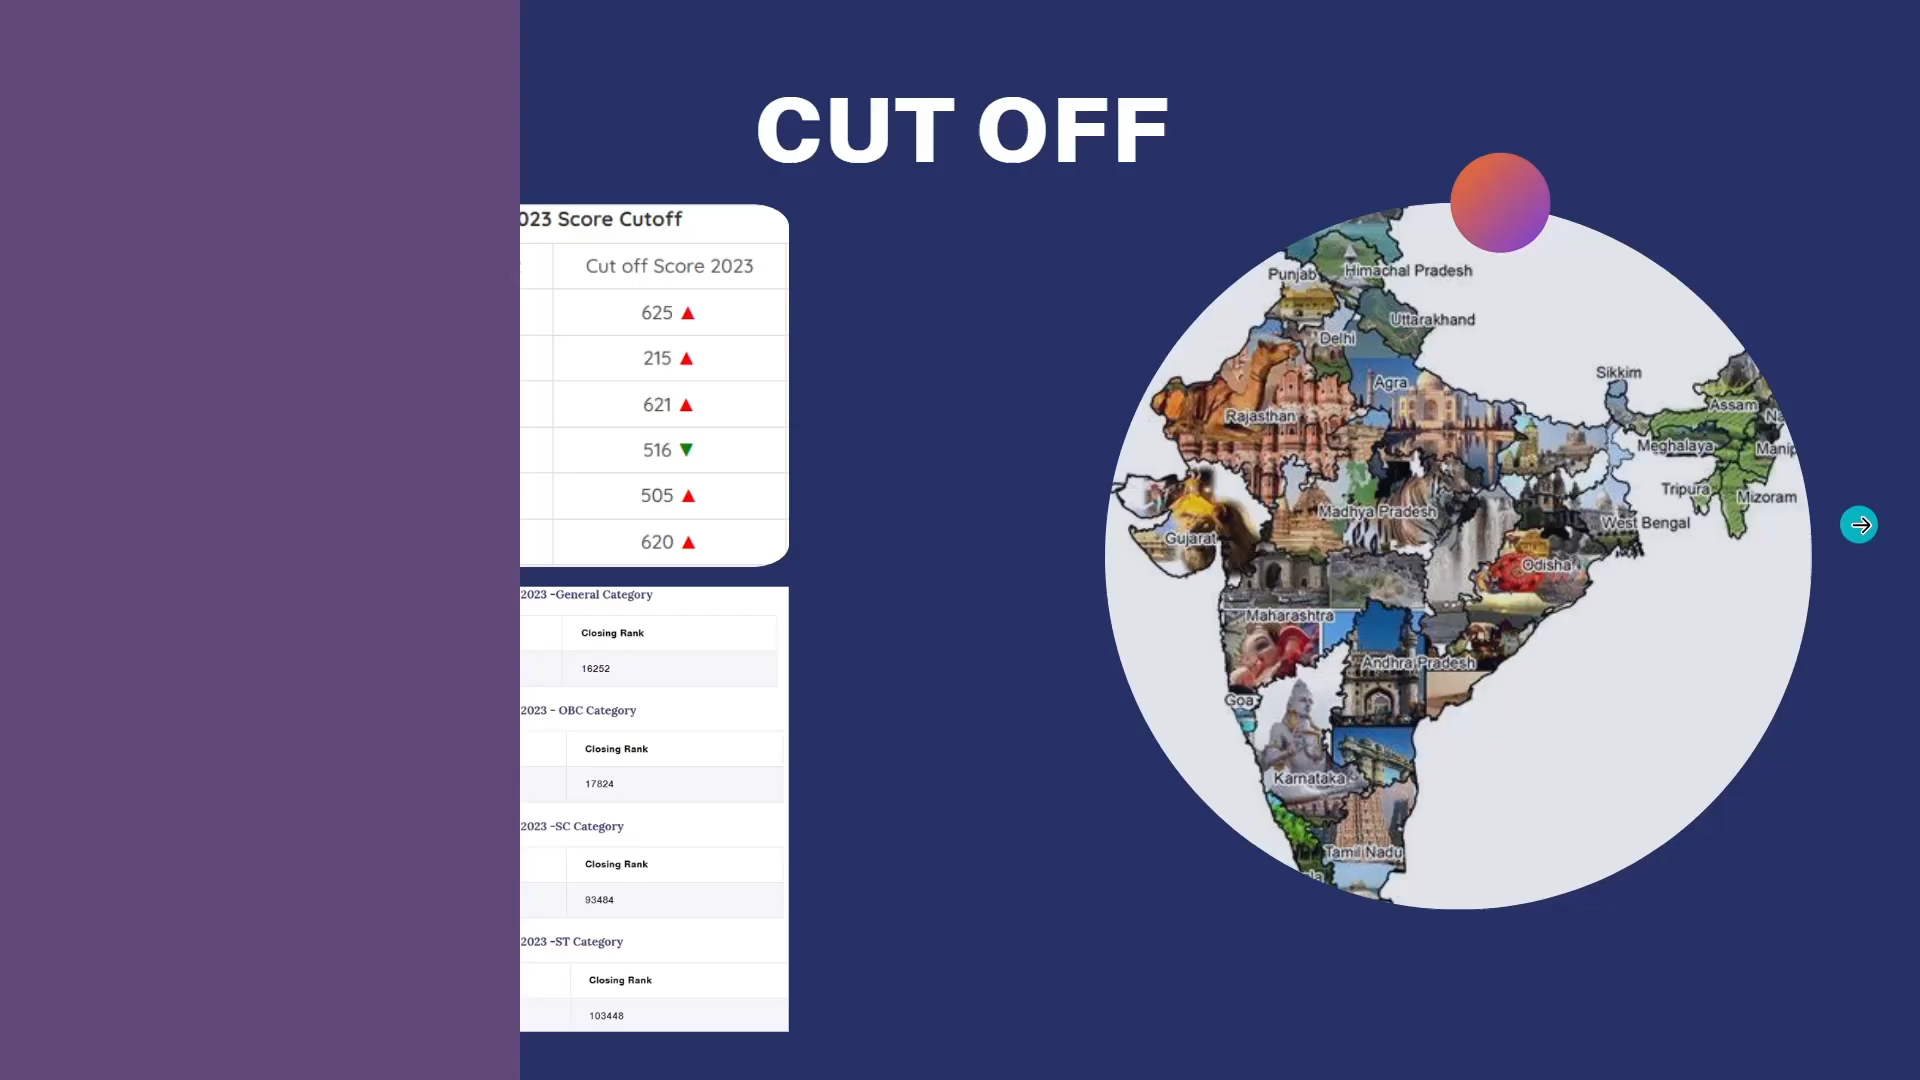 CUT OFF
023 Score Cutoff
Cut off Score 2023
625
215
621
516
505
620
2023 -General Category
Closing Rank
16252
2023 - OBC Category
Closing Rank
17824
2023 -SC Category
Closing Rank
93484
2023 -ST Category
Closing Rank
103448
Punjab
Himachal Pradesh
Uttarakhand
Delhi
Agra
Sikkim
Rajasthan
Assam
Na
Meghalaya
Manip
Tripura
Mizoram
Madhya Pradesh
West Bengal
Gujarat
Odisha
Maharashtra
Andhra Pradesh
Goa
Karnataka
Tamil Nadu
la